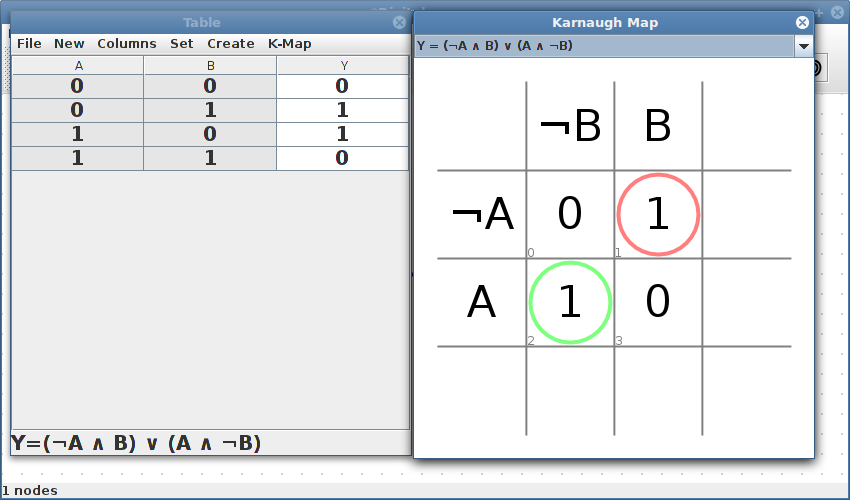 Table
File New Columns Set Create K-Map
A B Y
0 0 0
0 1 1
1 0 1
1 1 0
Y=(¬A ∧ B) ∨ (A ∧ ¬B)
Karnaugh Map
Y = (¬A ∧ B) ∨ (A ∧ ¬B)
¬B B
¬A 0 1
0 1
A 1 0
2 3
1 nodes